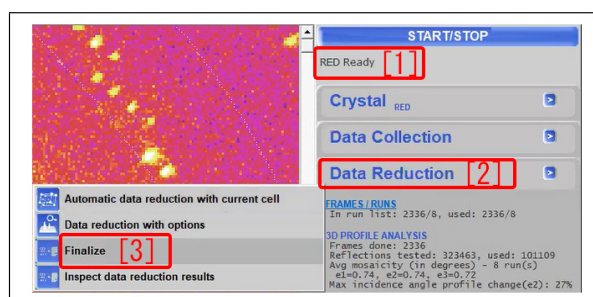 START/STOP
RED Ready [1]
Crystal RED
Data Collection
Data Reduction [2]
Automatic data reduction with current cell
Data reduction with options
Finalize [3]
Inspect data reduction results
FRAMES/RUNS
In run list: 2336/8, used: 2336/8
3D PROFILE ANALYSIS
Frames done: 2336
Reflections tested: 323463, used: 101109
Avg mosaicity (in degrees) - 8 run(s)
e1=0.74, e2=0.74, e3=0.72
Max incidence angle profile change(e2): 27%